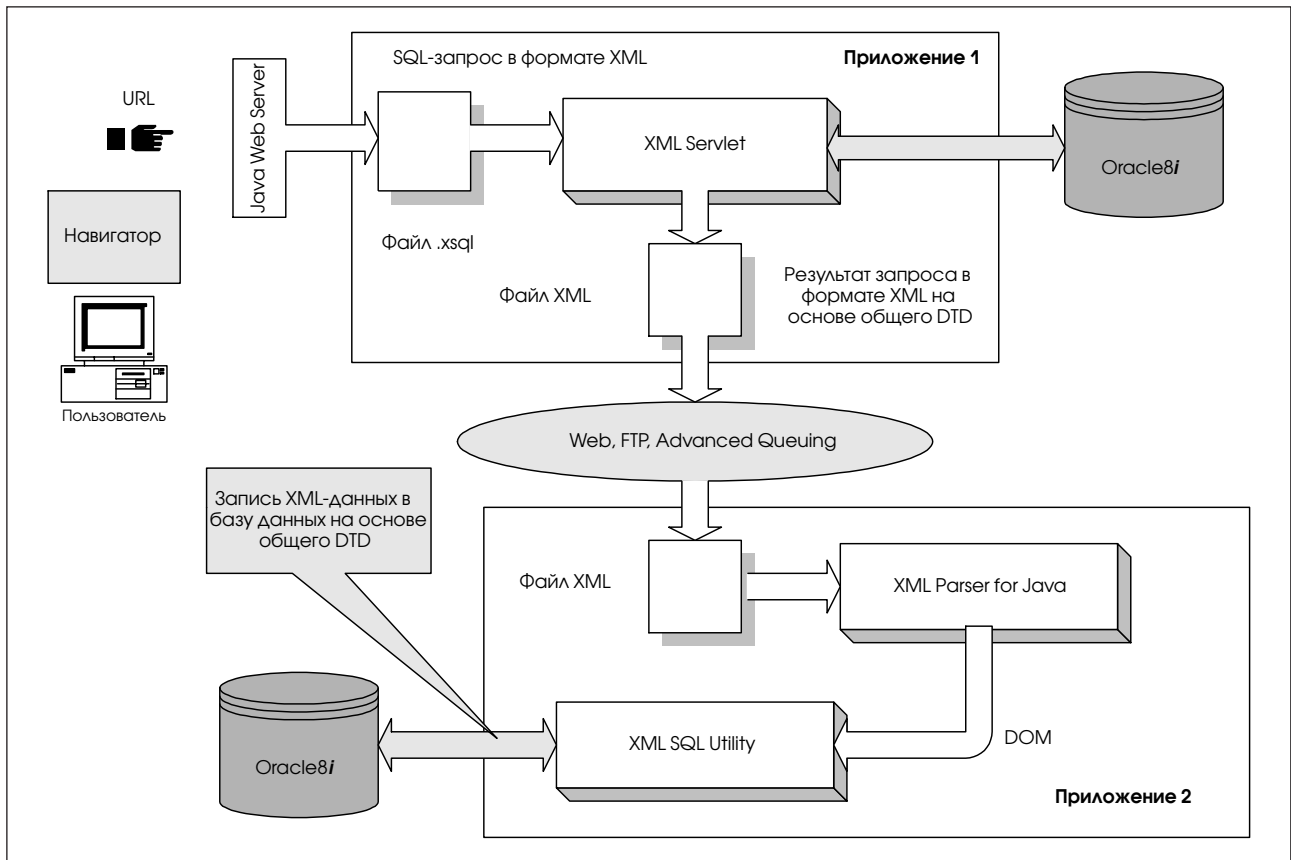 SQL-запрос в формате XML
Приложение 1
URL
Java Web Server
XML Servlet
Oracle8i
Навигатор
Файл .xsql
Файл XML
Результат запроса в
формате XML на
основе общего DTD
Пользователь
Web, FTP, Advanced Queuing
Запись XML-данных в
базу данных на основе
общего DTD
Файл XML
XML Parser for Java
Oracle8i
XML SQL Utility
DOM
Приложение 2